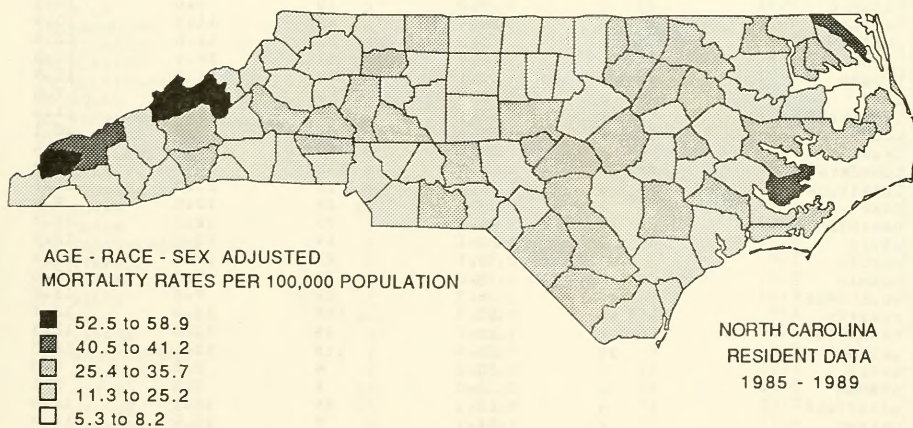 AGE - RACE - SEX ADJUSTED
MORTALITY RATES PER 100,000 POPULATION
52.5 to 58.9
40.5 to 41.2
25.4 to 35.7
11.3 to 25.2
5.3 to 8.2
NORTH CAROLINA
RESIDENT DATA
1985 - 1989